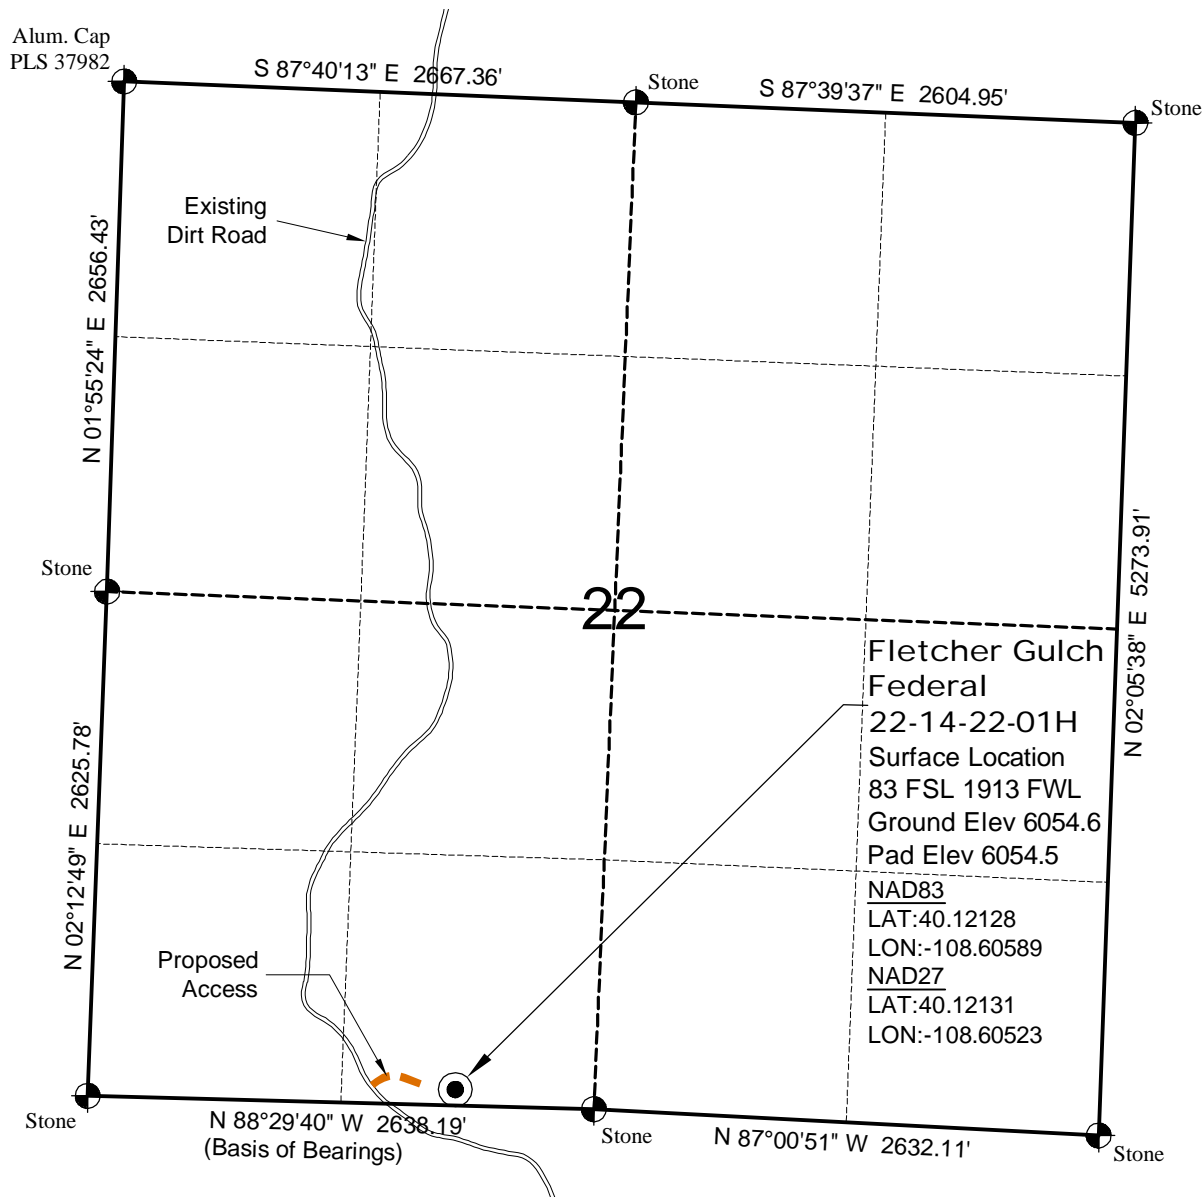 Alum. Cap
PLS 37982
S 87°40'13" E 2667.36'
Stone
S 87°39'37" E 2604.95'
Stone
Existing
Dirt Road
N 01°55'24" E 2656.43'
Stone
22
N 02°05'38" E 5273.91'
Fletcher Gulch
Federal
22-14-22-01H
Surface Location
83 FSL 1913 FWL
Ground Elev 6054.6
Pad Elev 6054.5
NAD83
LAT:40.12128
LON:-108.60589
NAD27
LAT:40.12131
LON:-108.60523
N 02°12'49" E 2625.78'
Proposed
Access
Stone
N 88°29'40" W 2638.19'
(Basis of Bearings)
Stone
N 87°00'51" W 2632.11'
Stone